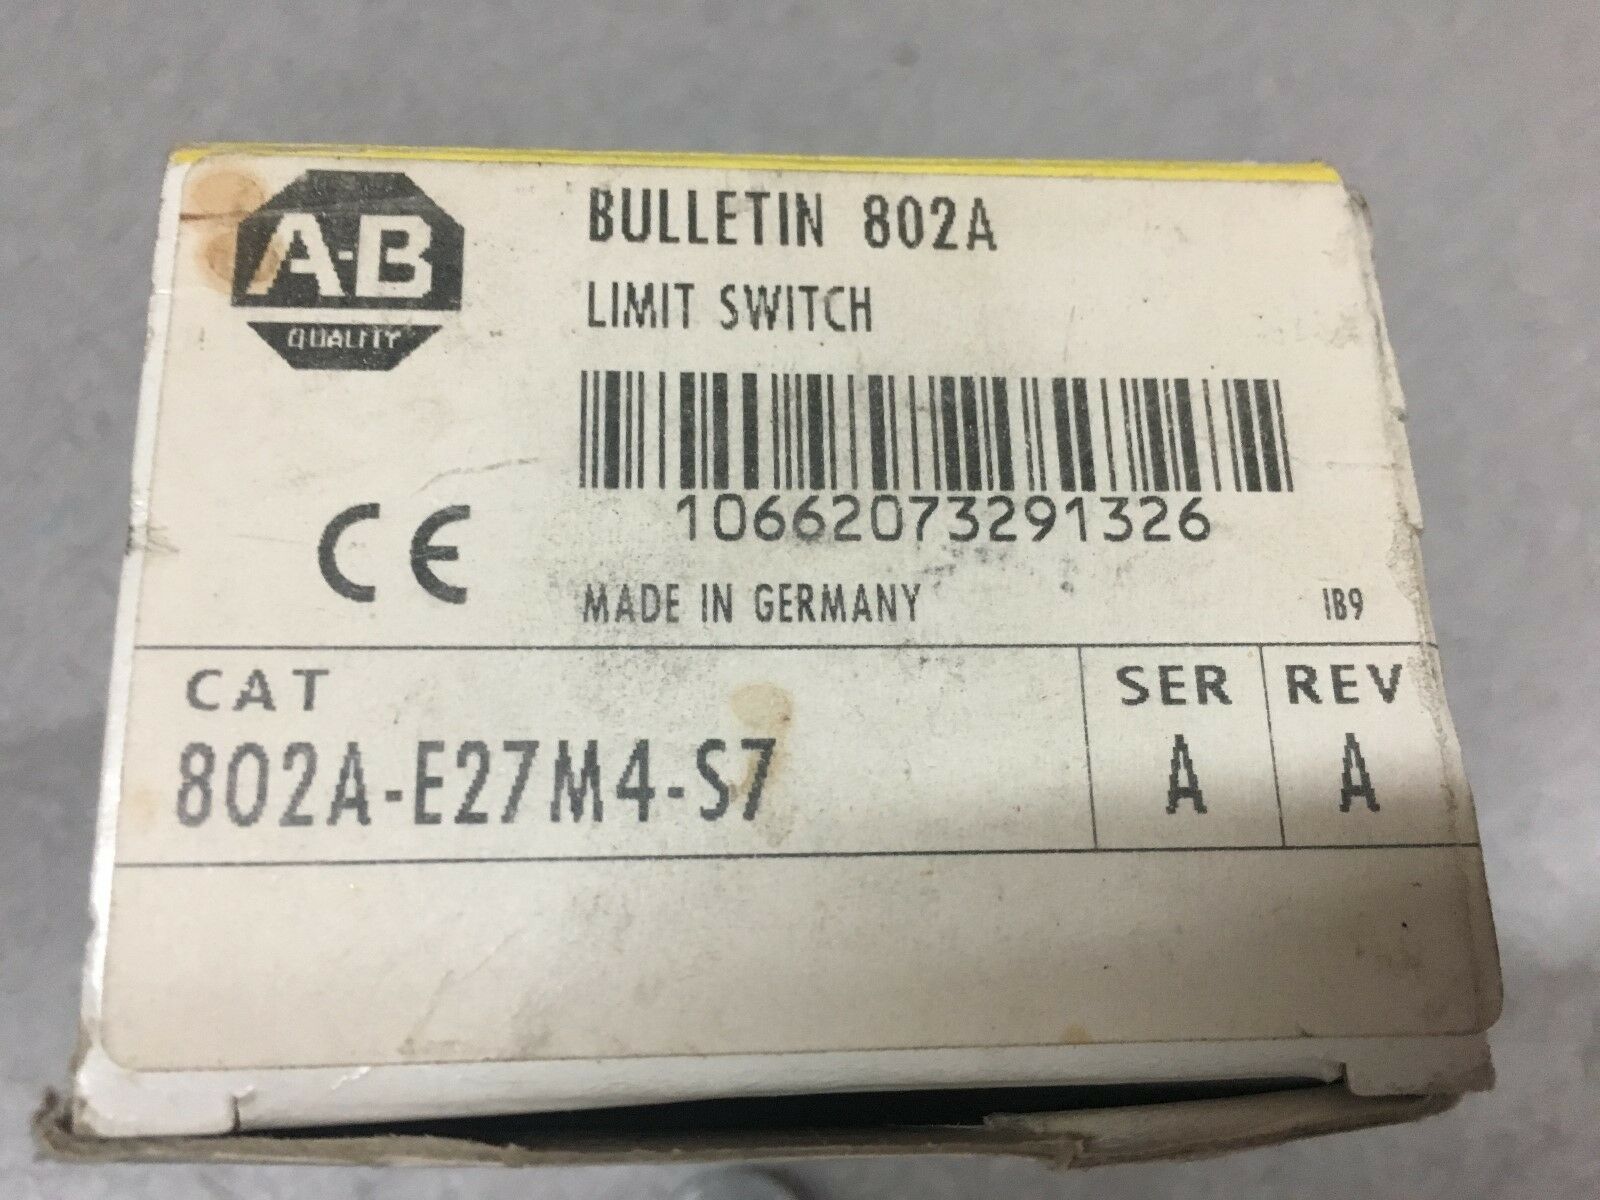 A-B
QUALITY
BULLETIN 802A
LIMIT SWITCH
10662073291326
CE
MADE IN GERMANY
IB9
CAT
SER
REV
802A-E27M4-S7
A
A